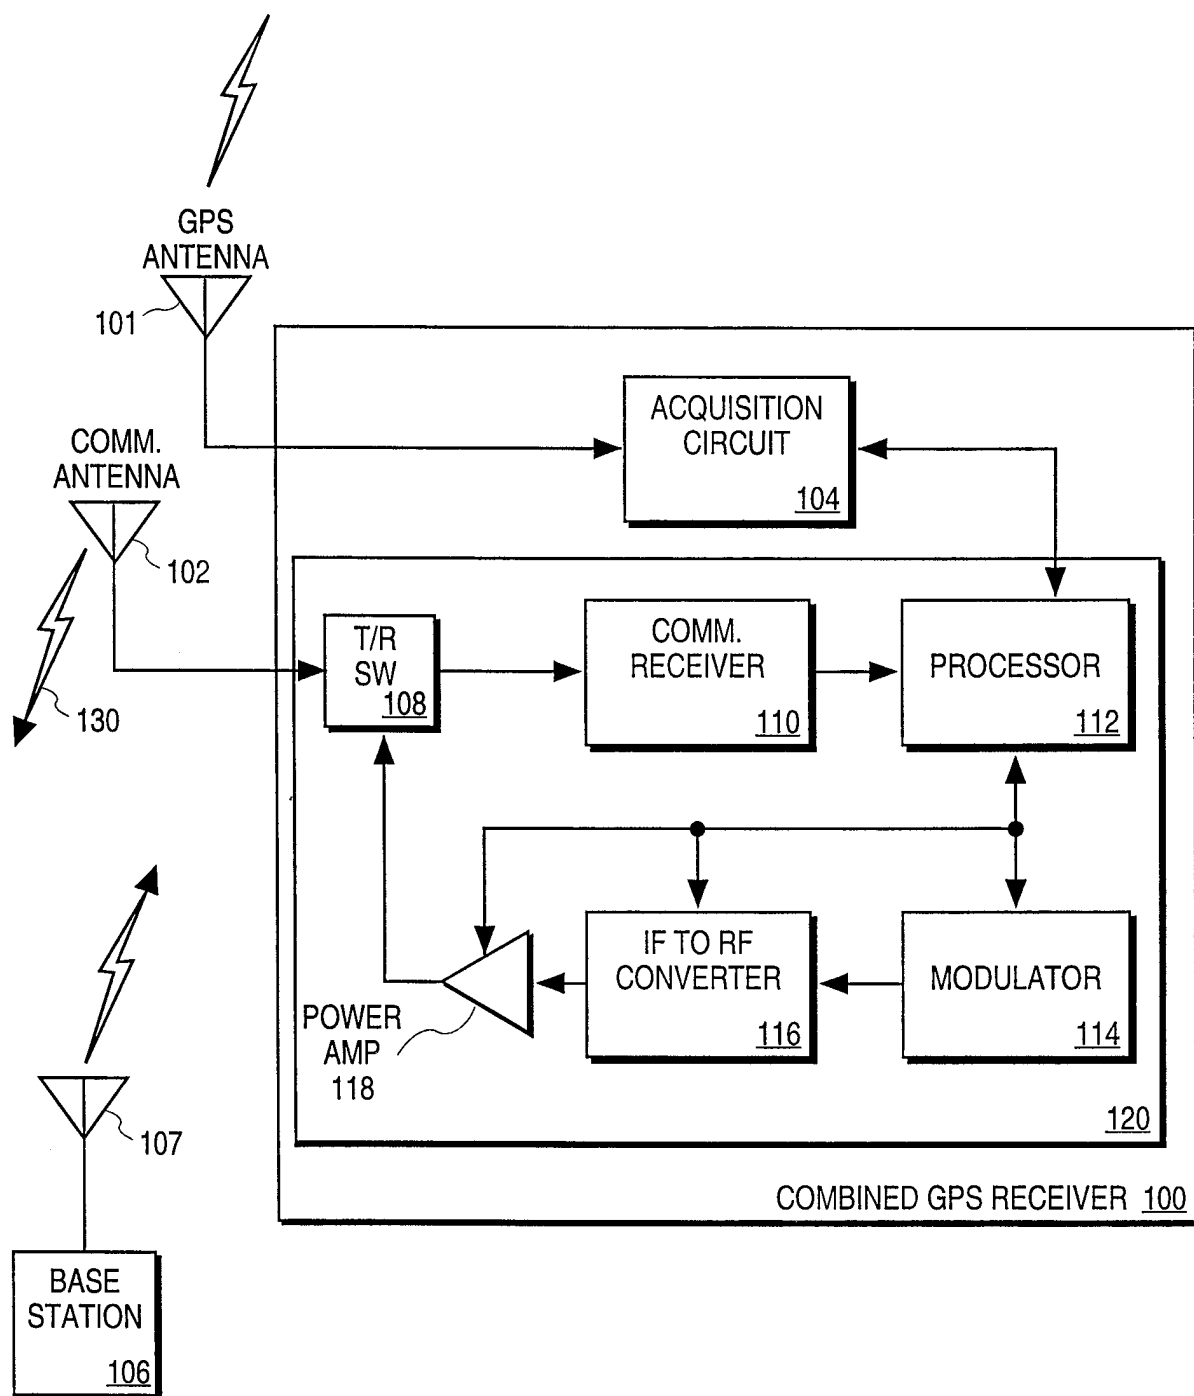 GPS
ANTENNA
101
COMM.
ANTENNA
102
130
ACQUISITION
CIRCUIT
104
T/R
SW
108
COMM.
RECEIVER
110
PROCESSOR
112
IF TO RF
CONVERTER
116
MODULATOR
114
POWER
AMP
118
120
COMBINED GPS RECEIVER 100
107
BASE
STATION
106